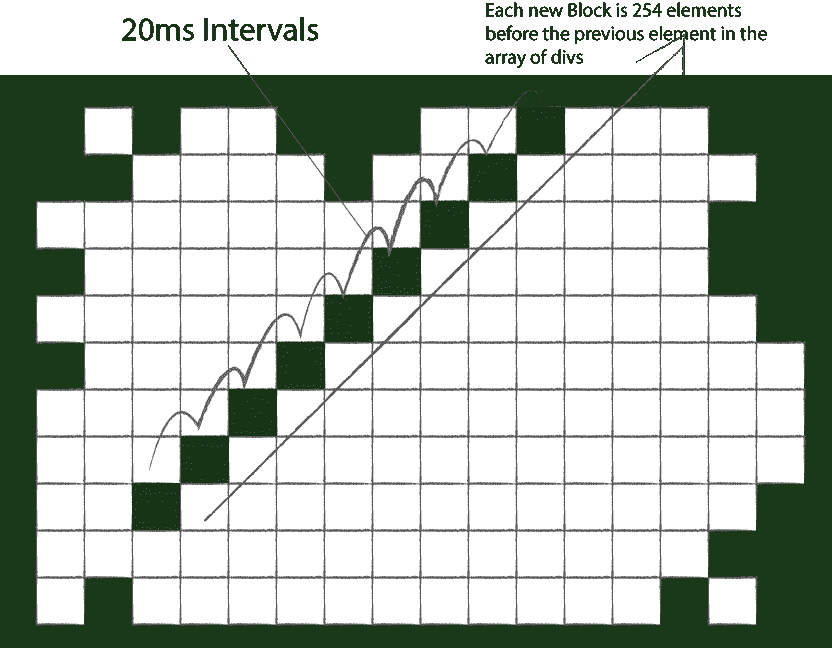 20ms Intervals
Each new Block is 254 elements
before the previous element in the
array of divs